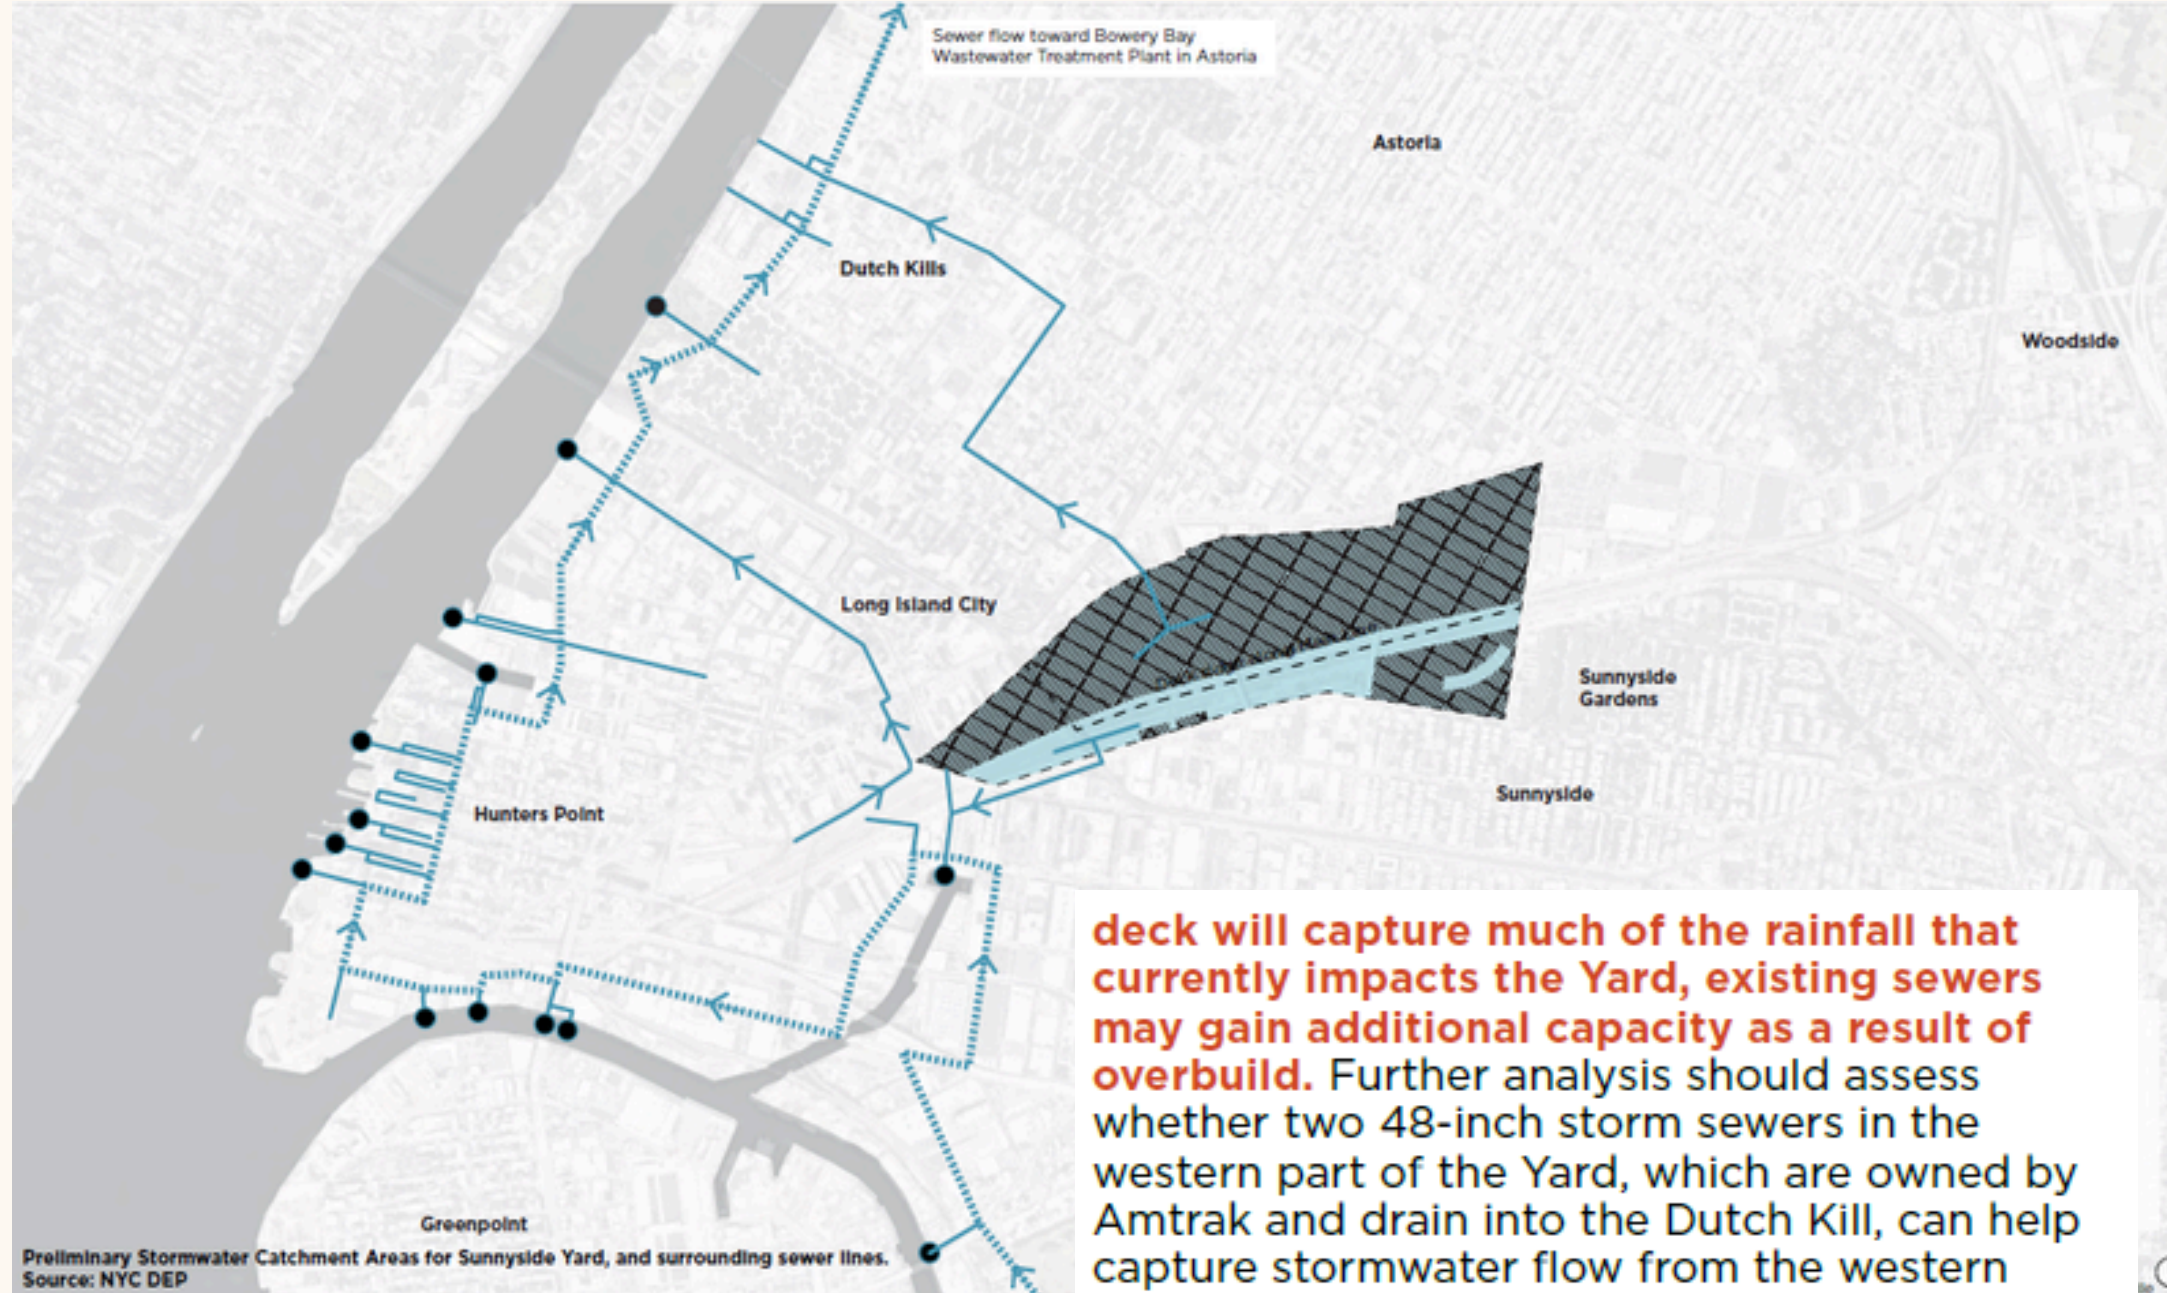 Sewer flow toward Bowery Bay
Wastewater Treatment Plant in Astoria
Astoria
Dutch Kills
Woodside
Long Island City
Sunnyside
Gardens
Sunnyside
Hunters Point
deck will capture much of the rainfall that
currently impacts the Yard, existing sewers
may gain additional capacity as a result of
overbuild. Further analysis should assess
whether two 48-inch storm sewers in the
western part of the Yard, which are owned by
Amtrak and drain into the Dutch Kill, can help
capture stormwater flow from the western
Greenpoint
Preliminary Stormwater Catchment Areas for Sunnyside Yard, and surrounding sewer lines.
Source: NYC DEP